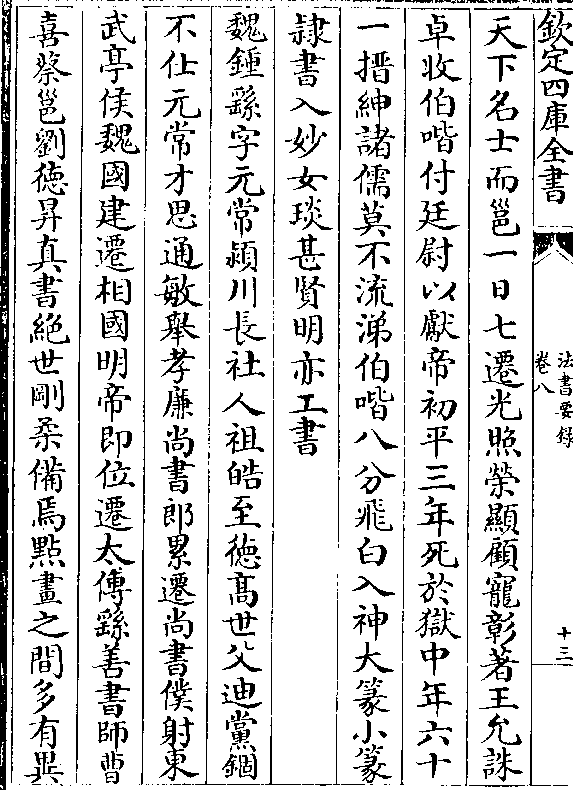 欽定四庫全書
法書要錄
卷八
十三
天下名士而邕一日七遷光照榮顯顧寵彰著王允誅
卓收伯喈付廷尉以獻帝初平三年死於獄中年六十
一搢紳諸儒莫不流涕伯喈八分飛白入神大篆小篆
隸書入妙女琰甚賢明亦工書
魏鍾繇字元常潁川長社人祖皓至德髙世父迪黨錮
不仕元常才思通敏舉孝廉尚書郎累遷尚書僕射東
武亭侯魏國建遷相國明帝即位遷太傅繇善書師曹
喜蔡邕劉徳昇真書絕世剛柔備焉點畫之間多有異